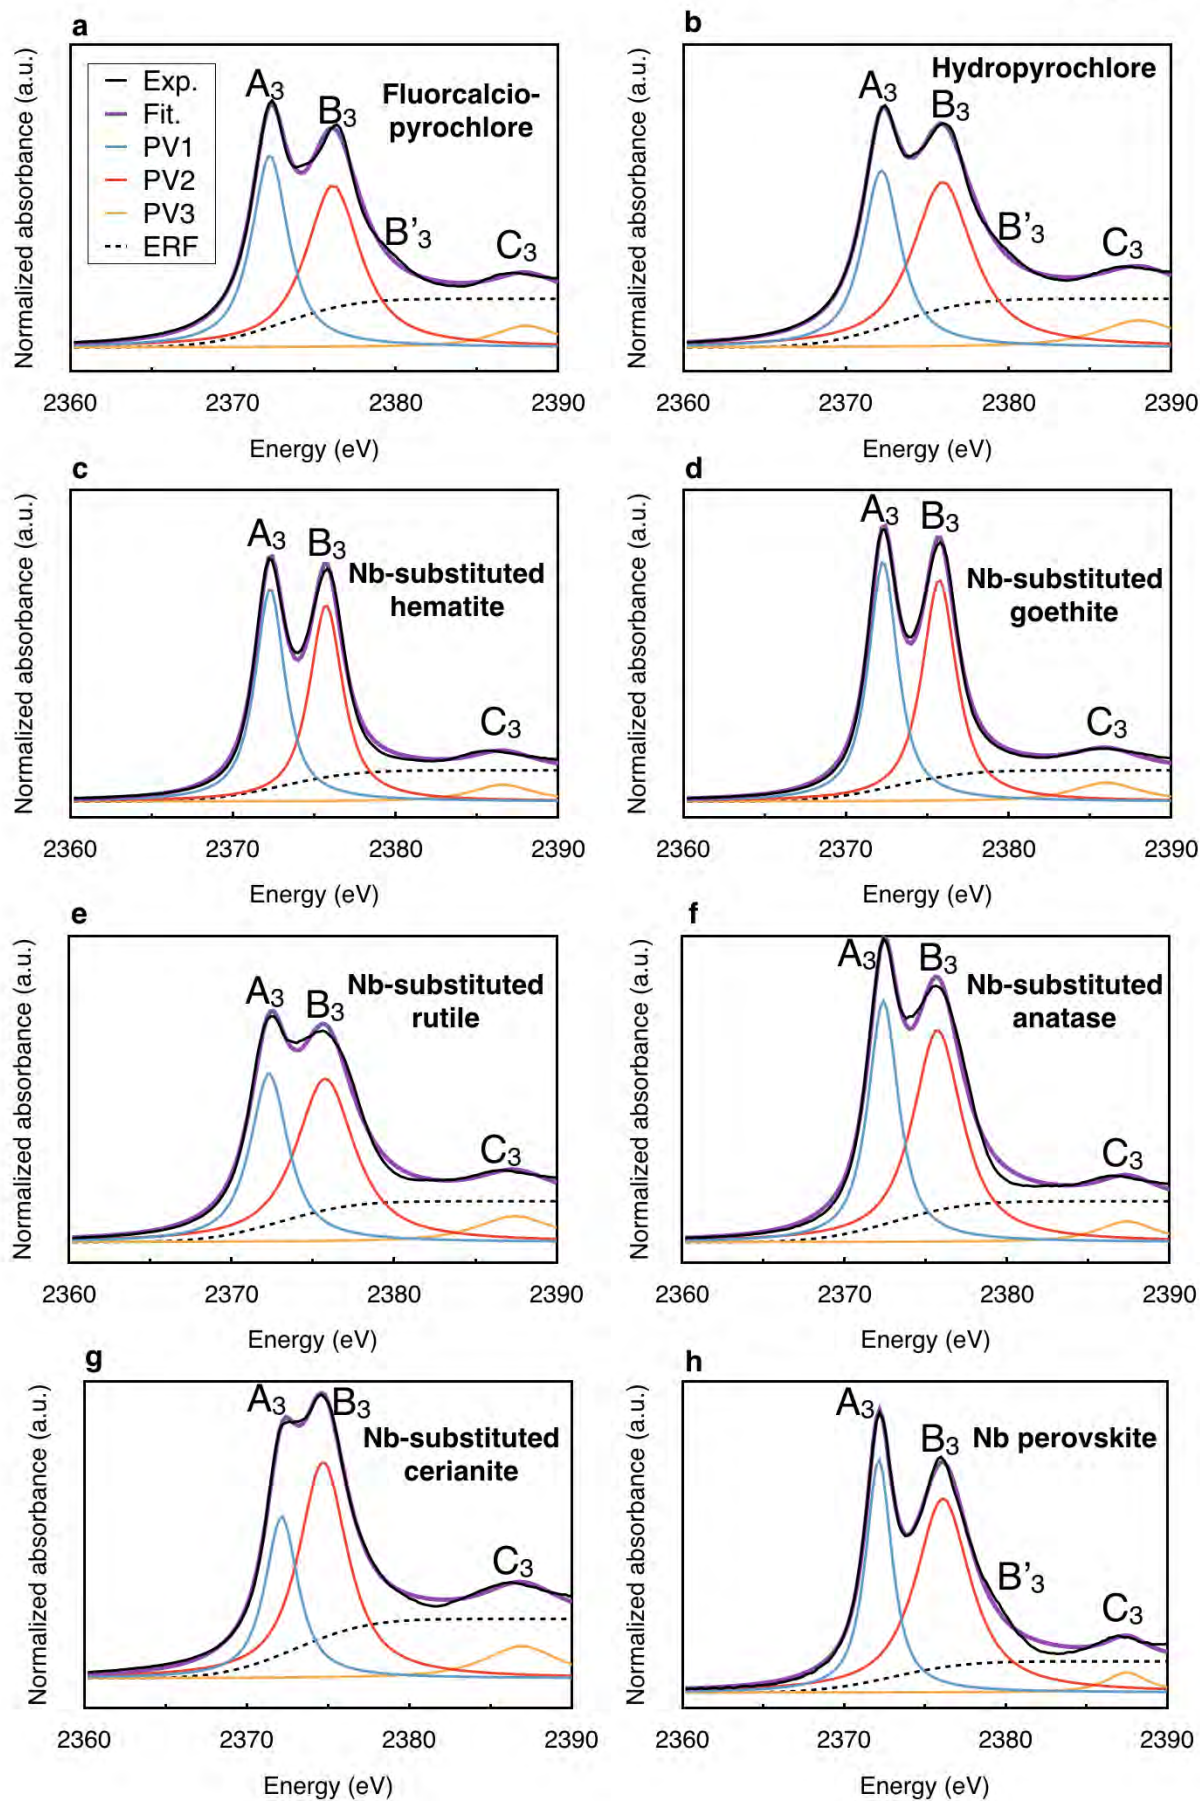 a
Normalized absorbance (a.u.)
Exp.
Fit.
PV1
PV2
PV3
ERF
A₃
B₃
B’₃
C₃
Fluorcalcio-
pyrochlore
2360 2370 2380 2390
Energy (eV)
b
Normalized absorbance (a.u.)
Hydropyrochlore
A₃
B₃
B’₃
C₃
2360 2370 2380 2390
Energy (eV)
c
Normalized absorbance (a.u.)
A₃
B₃
C₃
Nb-substituted
hematite
2360 2370 2380 2390
Energy (eV)
d
Normalized absorbance (a.u.)
A₃
B₃
C₃
Nb-substituted
goethite
2360 2370 2380 2390
Energy (eV)
e
Normalized absorbance (a.u.)
A₃
B₃
C₃
Nb-substituted
rutile
2360 2370 2380 2390
Energy (eV)
f
Normalized absorbance (a.u.)
A₃
B₃
C₃
Nb-substituted
anatase
2360 2370 2380 2390
Energy (eV)
g
Normalized absorbance (a.u.)
A₃
B₃
C₃
Nb-substituted
cerianite
2360 2370 2380 2390
Energy (eV)
h
Normalized absorbance (a.u.)
A₃
B₃
B’₃
C₃
Nb perovskite
2360 2370 2380 2390
Energy (eV)